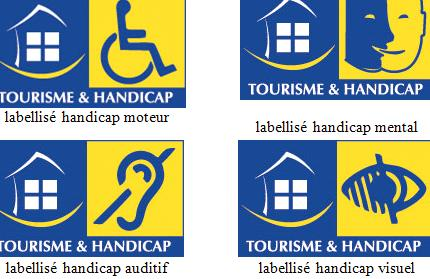 TOURISME & HANDICAP
labellisé handicap moteur
TOURISME & HANDICAP
labellisé handicap mental
TOURISME & HANDICAP
labellisé handicap auditif
TOURISME & HANDICAP
labellisé handicap visuel